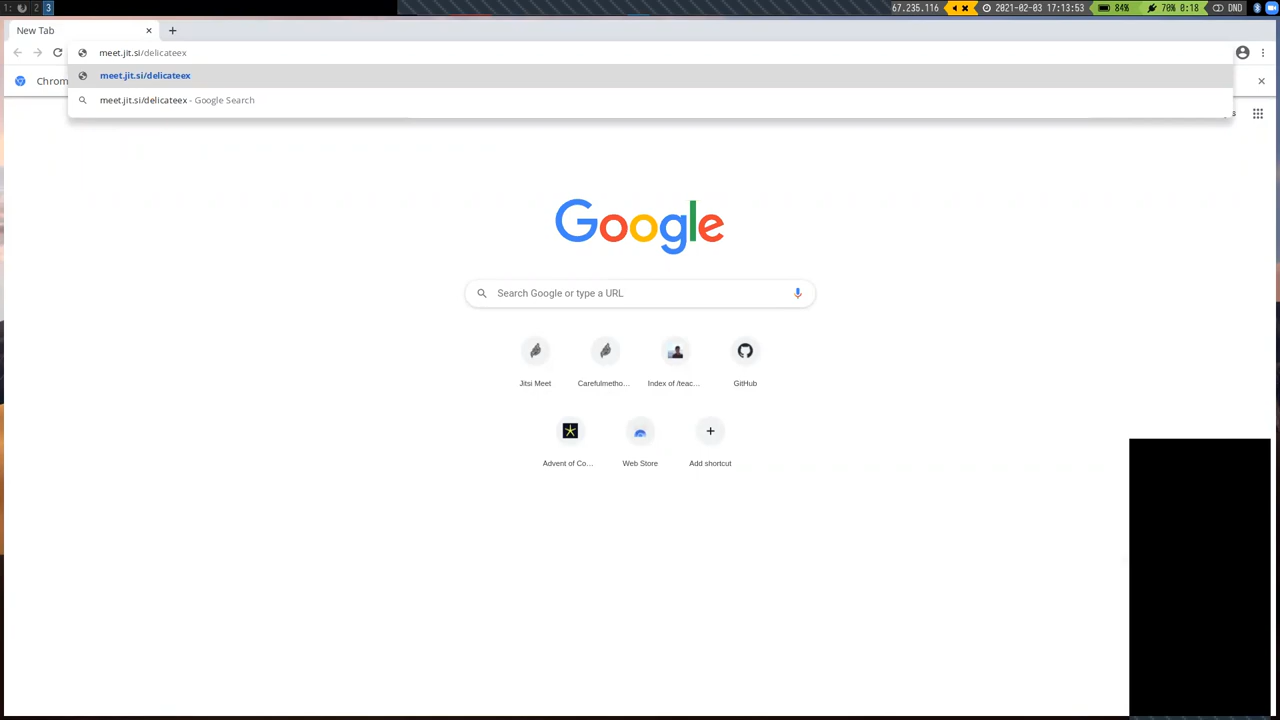 1: 2 3 67.235.116 2021-02-03 17:13:53 84% 70% 0:18 DND
New Tab
meet.jit.si/delicateex
Chrom meet.jit.si/delicateex
meet.jit.si/delicateex - Google Search
s
Google
Search Google or type a URL
Jitsi Meet Carefulmetho... Index of /teac... GitHub
Advent of Co... Web Store Add shortcut